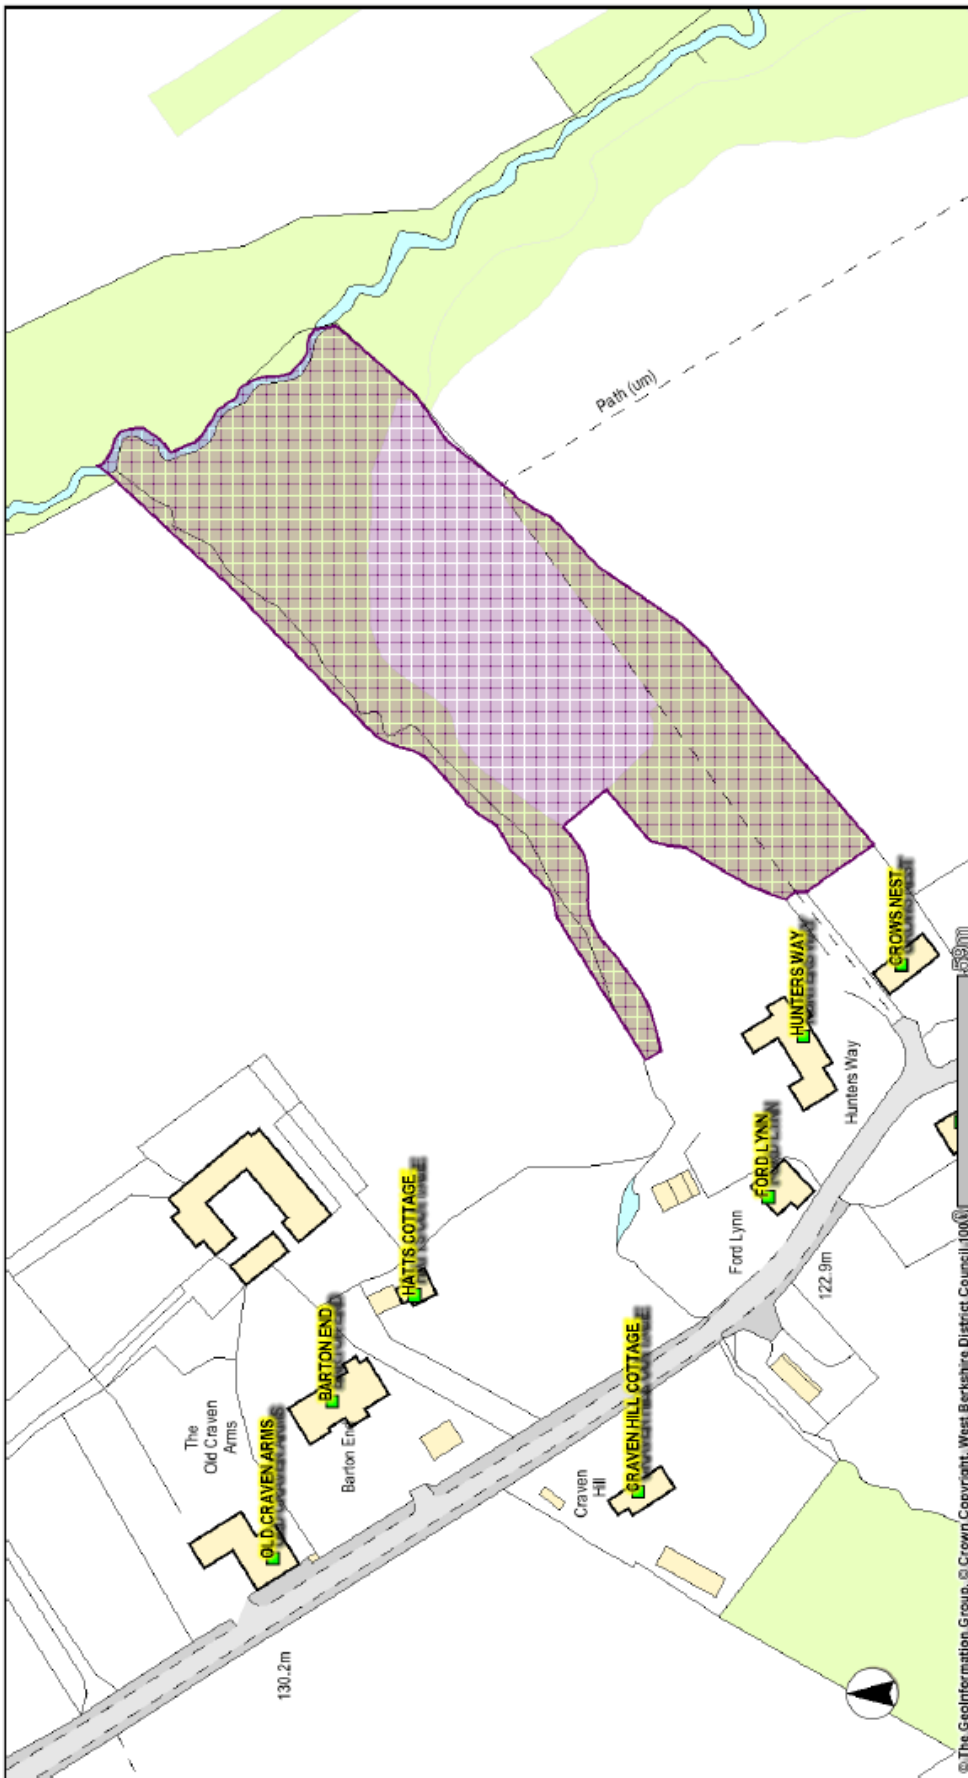 The
Old Craven
Arms
OLD CRAVEN ARMS
BARTON END
Barton En
HATTS COTTAGE
130.2m
Craven
Hill
CRAVEN HILL COTTAGE
Ford Lynn
FORD LYNN
122.9m
HUNTERS WAY
Hunters Way
CROWS NEST
Path (um)
59m
© The GeoInformation Group, © Crown Copyright, West Berkshire District Council